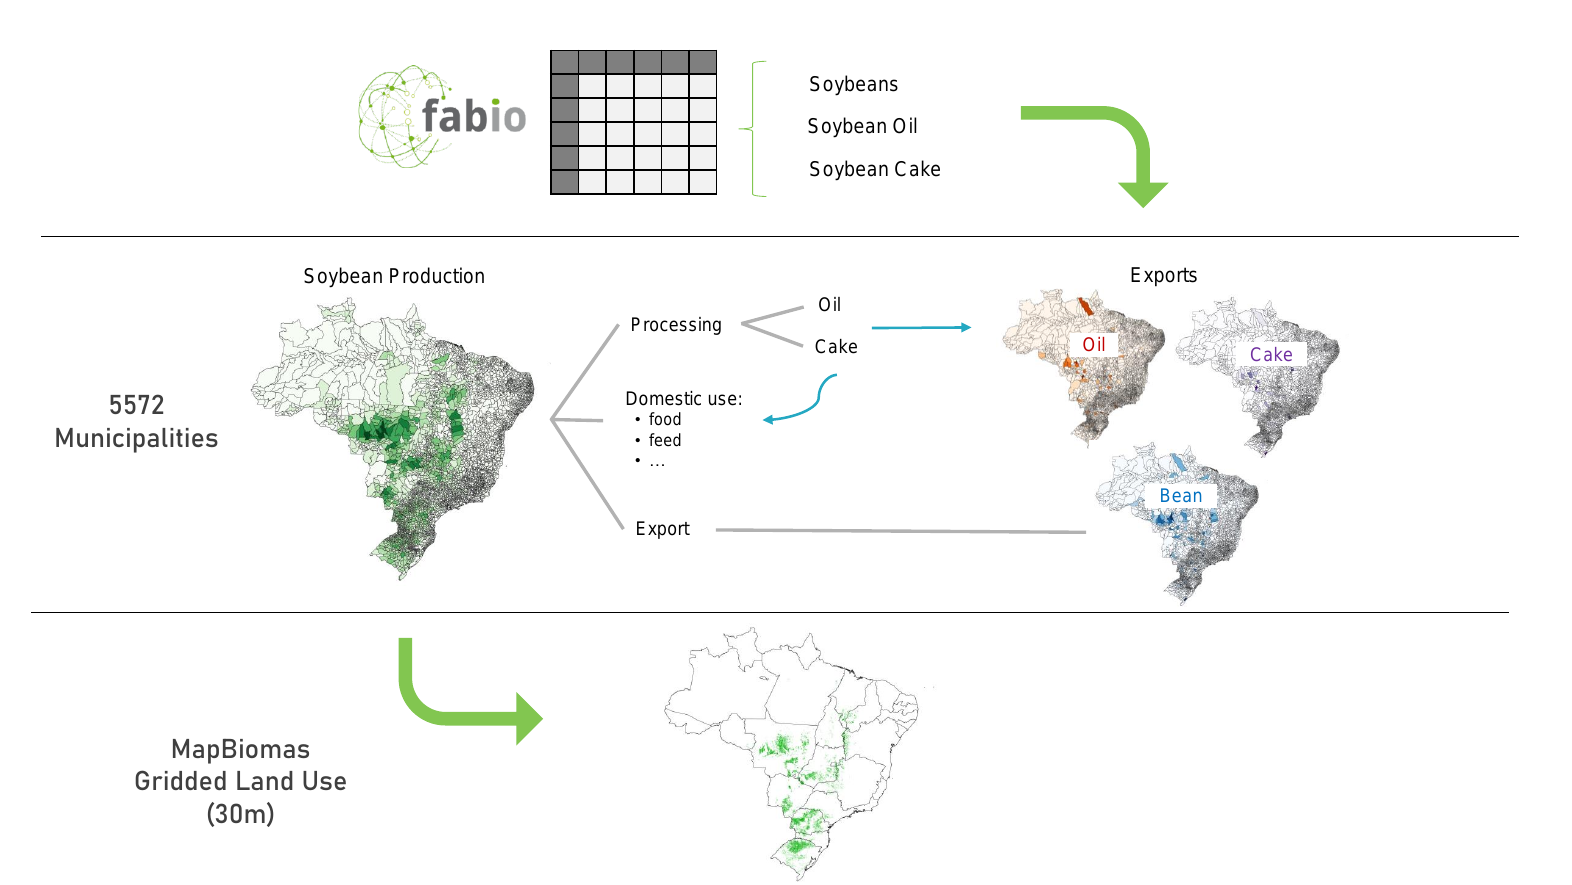 fabio
Soybeans
Soybean Oil
Soybean Cake
Soybean Production
Exports
5572
Municipalities
Processing
Oil
Cake
Domestic use:
• food
• feed
• ...
Export
Oil
Cake
Bean
MapBiomas
Gridded Land Use
(30m)